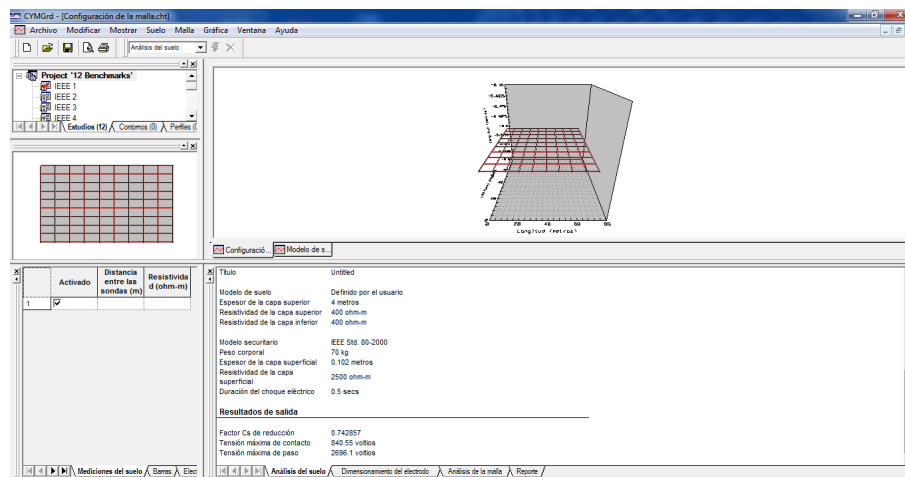 CYMGrd - [Configuración de la malla.cht]
Archivo Modificar Mostrar Suelo Malla Gráfica Ventana Ayuda
Análisis del suelo
Project '12 Benchmarks'
IEEE 1
IEEE 2
IEEE 3
IEEE 4
Estudios (12) Contornos (0) Perfiles (
Longitud (metros)
Configuració... Modelo de s...
Activado Distancia entre las sondas (m) Resistivida d (ohm-m)
1
Mediciones del suelo Barras Elect
Título Untitled
Modelo de suelo Definido por el usuario
Espesor de la capa superior 4 metros
Resistividad de la capa superior 400 ohm-m
Resistividad de la capa inferior 400 ohm-m
Modelo securitario IEEE Std. 80-2000
Peso corporal 70 kg
Espesor de la capa superficial 0.102 metros
Resistividad de la capa
superficial 2500 ohm-m
Duración del choque eléctrico 0.5 secs
Resultados de salida
Factor Cs de reducción 0.742857
Tensión máxima de contacto 840.55 voltios
Tensión máxima de paso 2696.1 voltios
Análisis del suelo Dimensionamiento del electrodo Análisis de la malla Reporte